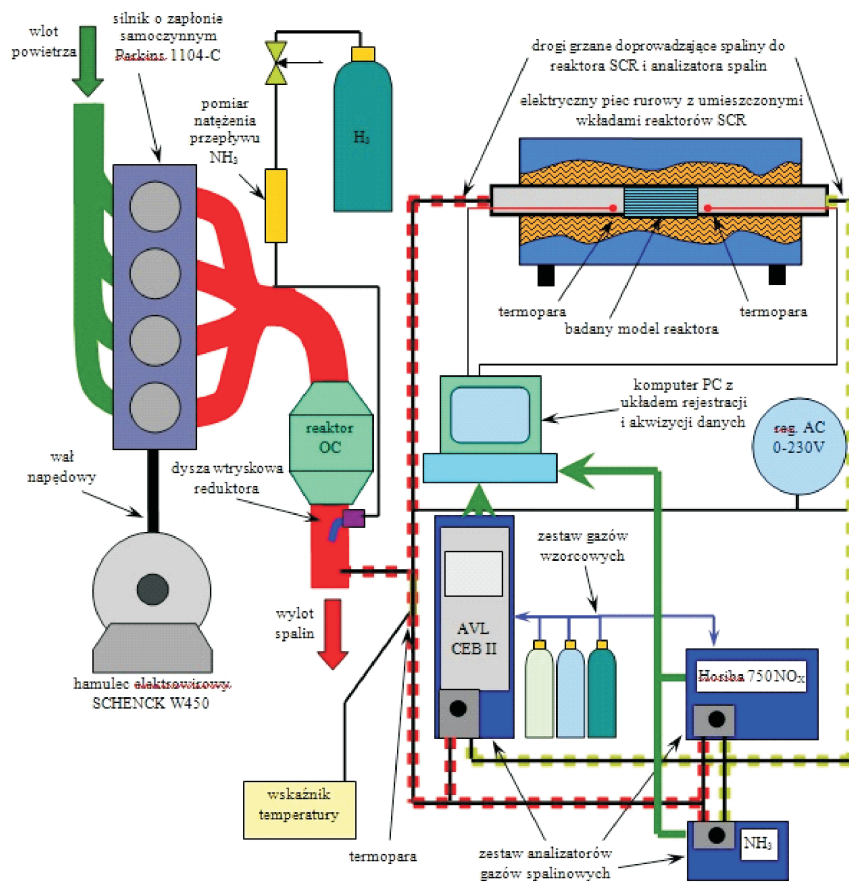 wlot
powietrza
silnik o zapłonie
samoczynnym
Perkins 1104-C
pomiar
natężenia
przepływu
NH₃
H₃
drogi grzane doprowadzające spaliny do
reaktora SCR i analizatora spalin
elektryczny piec rurowy z umieszczonymi
wkładami reaktorów SCR
termopara
badany model reaktora
termopara
komputer PC z
układem rejestracji
i akwizycji danych
reg. AC
0-230V
reaktor
OC
wał
napędowy
dysza wtryskowa
reduktora
zestaw gazów
wzorcowych
AVL
CEB II
wylot
spalin
Horiba 750NOₓ
hamulec elektrowirowy
SCHENCK W450
wskaźnik
temperatury
termopara
zestaw analizatorów
gazów spalinowych
NH₃